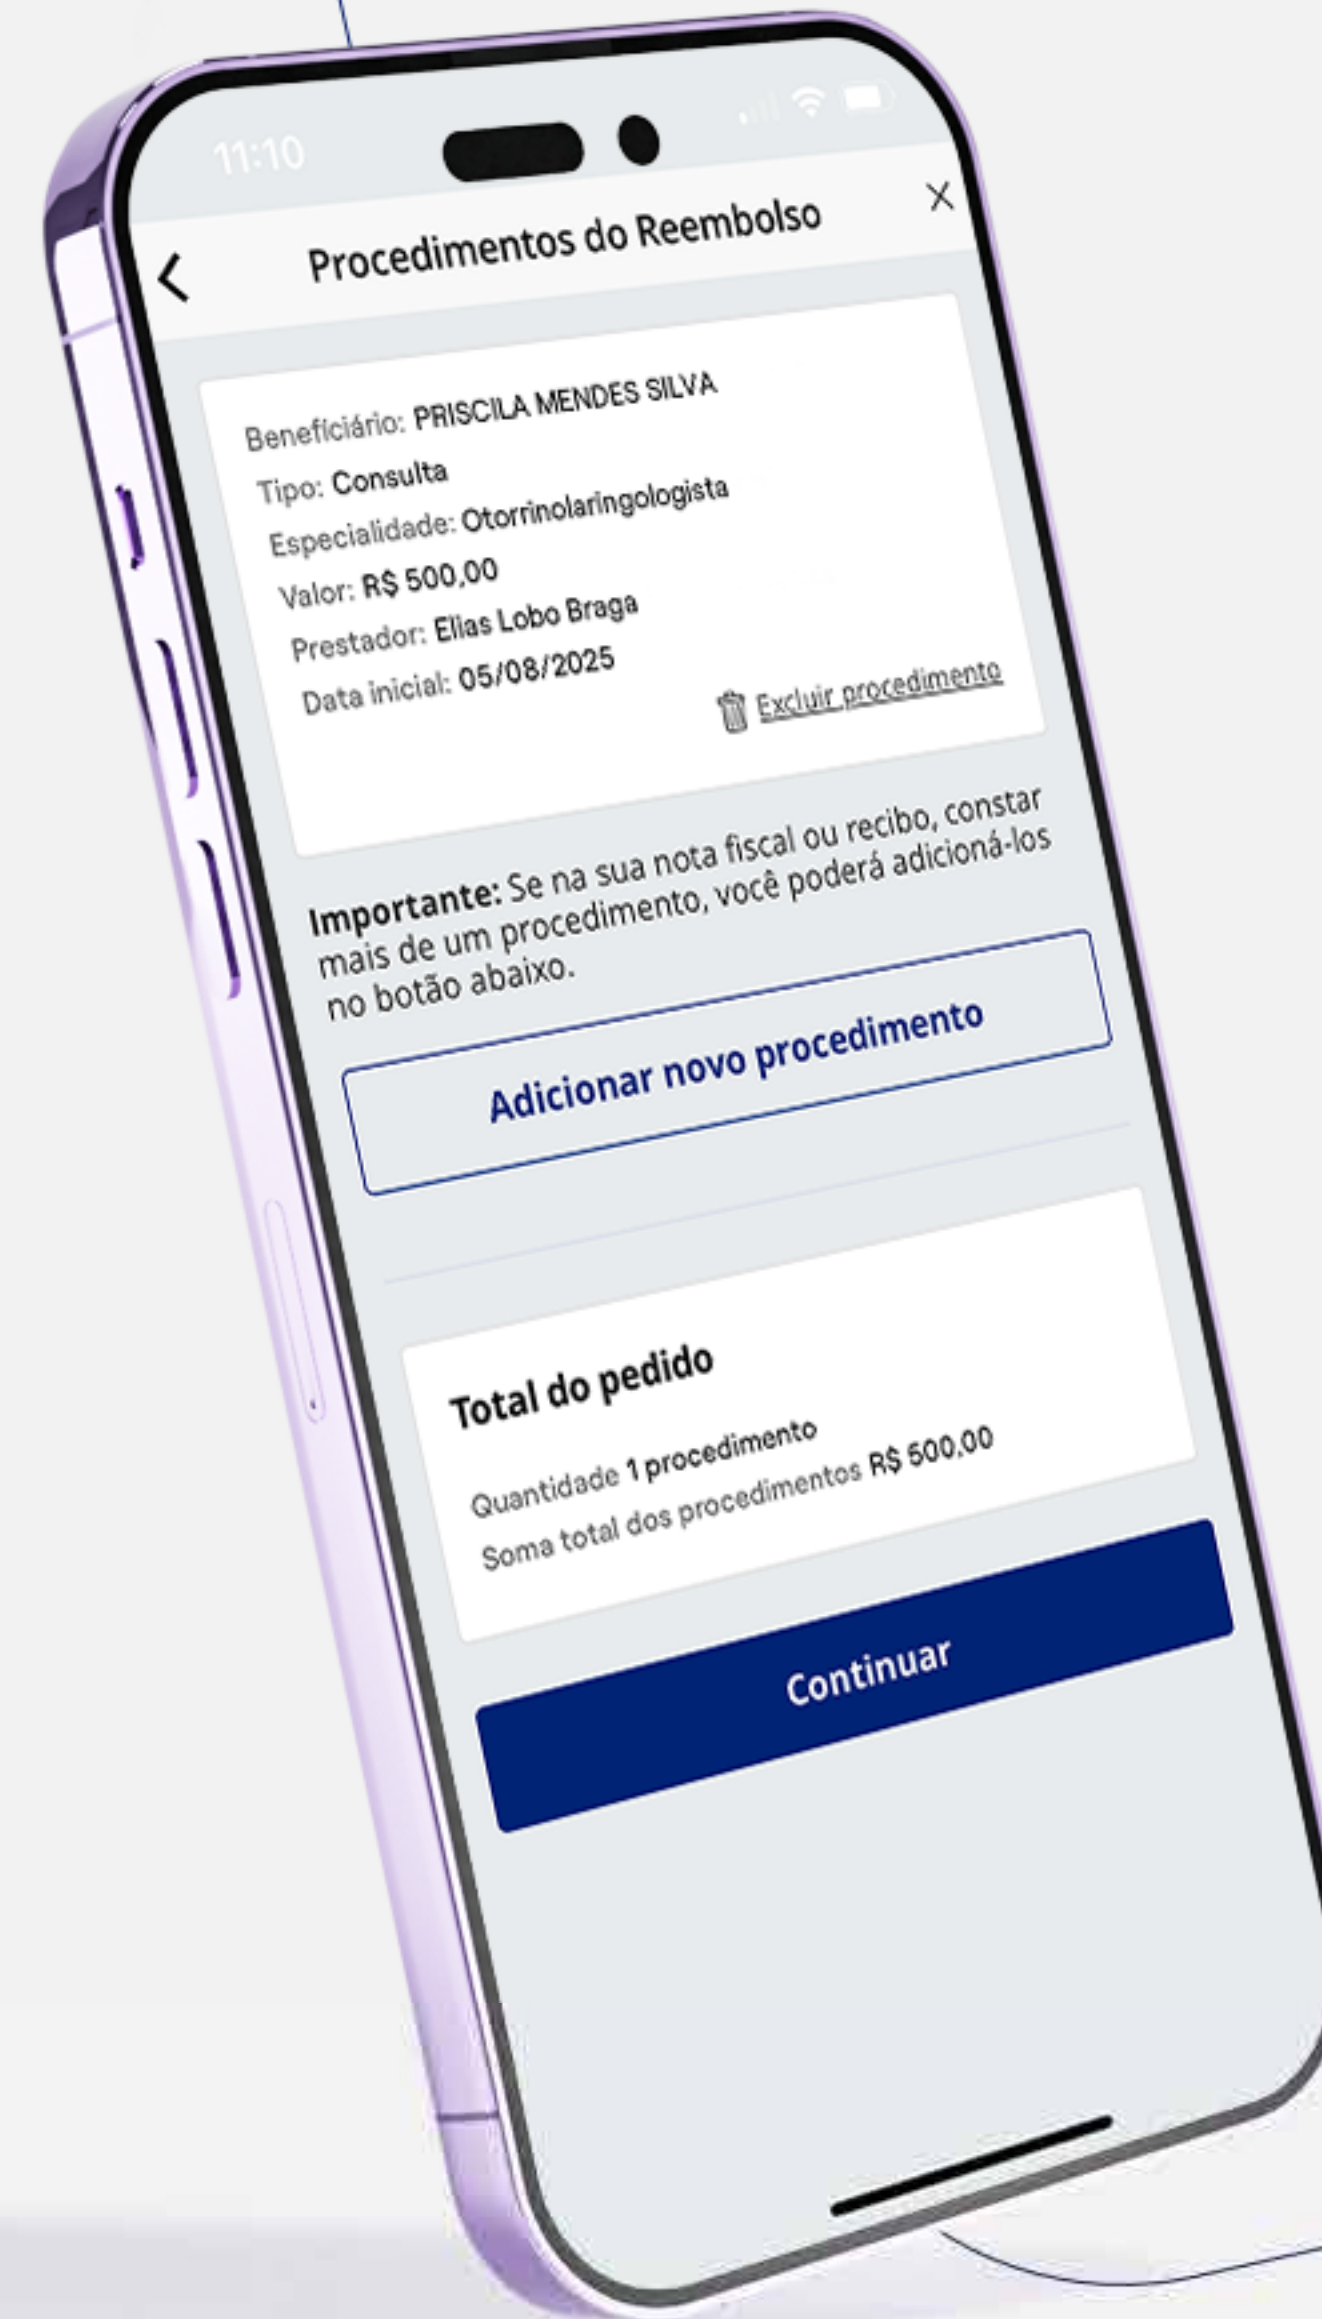 11:10
Procedimentos do Reembolso
Beneficiário: PRISCILA MENDES SILVA
Tipo: Consulta
Especialidade: Otorrinolaringologista
Valor: R$ 500,00
Prestador: Elias Lobo Braga
Data inicial: 05/08/2025
Excluir procedimento
Importante: Se na sua nota fiscal ou recibo, constar
mais de um procedimento, você poderá adicioná-los
no botão abaixo.
Adicionar novo procedimento
Total do pedido
Quantidade 1 procedimento
Soma total dos procedimentos R$ 500,00
Continuar